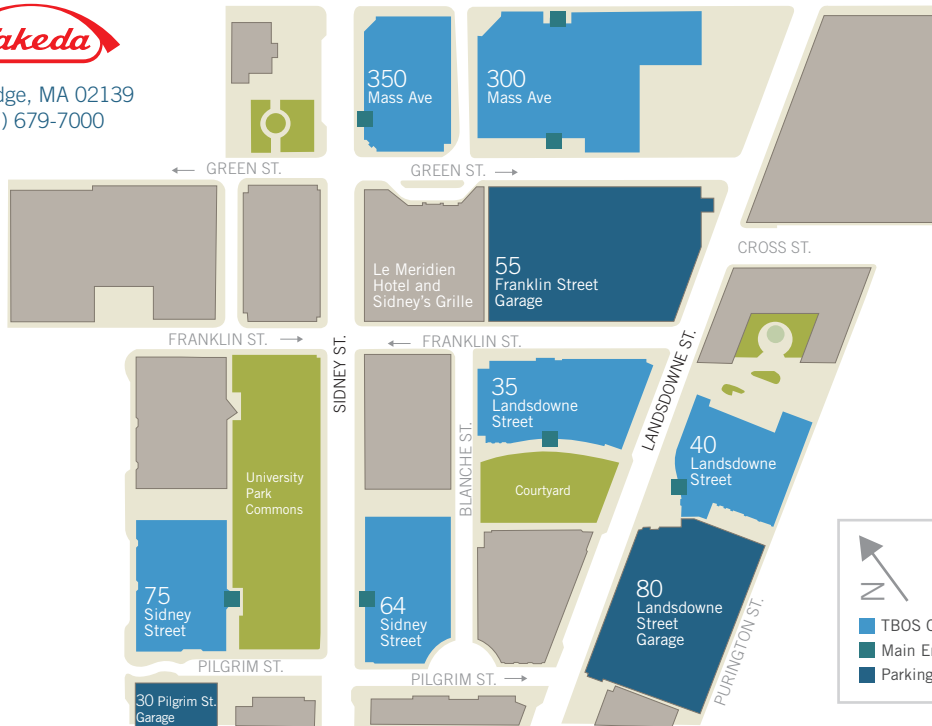 350
Mass Ave
300
Mass Ave
MA 02139
679-7000
GREEN ST.
GREEN ST.
CROSS ST.
Le Meridien
Hotel and
Sidney's Grille
55
Franklin Street
Garage
FRANKLIN ST.
FRANKLIN ST.
SIDNEY ST.
LANDSDOWNE ST.
35
Landsdowne
Street
BLANCHE ST.
40
Landsdowne
Street
University
Park
Commons
Courtyard
75
Sidney
Street
64
Sidney
Street
80
Landsdowne
Street
Garage
PURINGTON ST.
N
TBOS
Main
Parking
PILGRIM ST.
PILGRIM ST.
30 Pilgrim St.
Garage